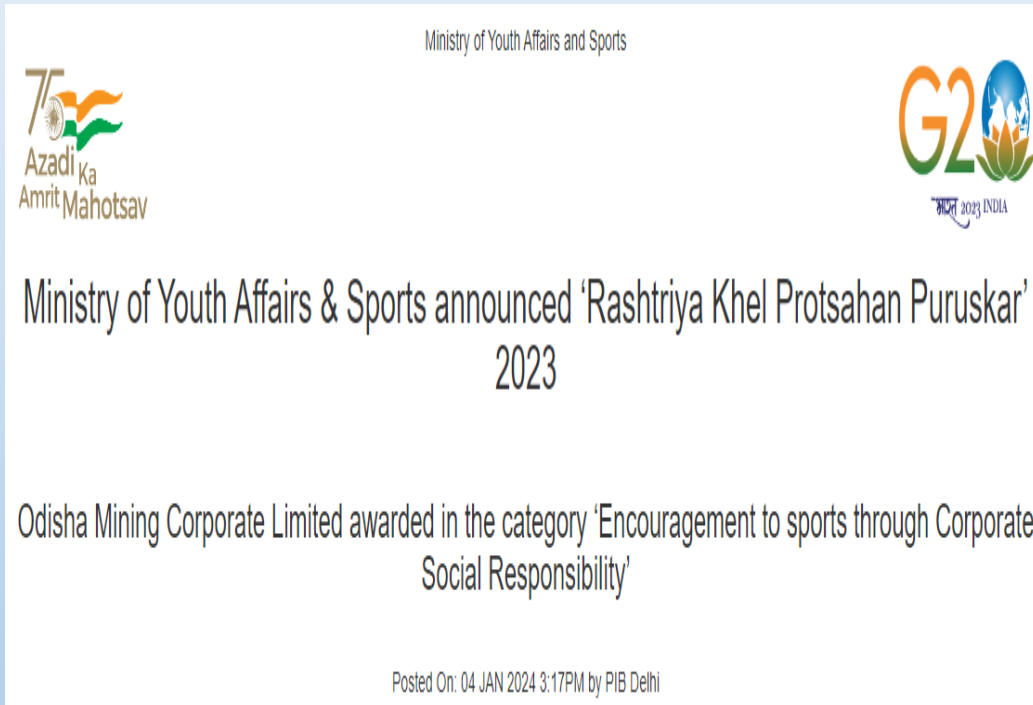 Ministry of Youth Affairs and Sports
75
Azadi Ka
Amrit Mahotsav
G20
भारत 2023 INDIA
Ministry of Youth Affairs & Sports announced ‘Rashtriya Khel Protsahan Puruskar’
2023
Odisha Mining Corporate Limited awarded in the category ‘Encouragement to sports through Corporate
Social Responsibility’
Posted On: 04 JAN 2024 3:17PM by PIB Delhi